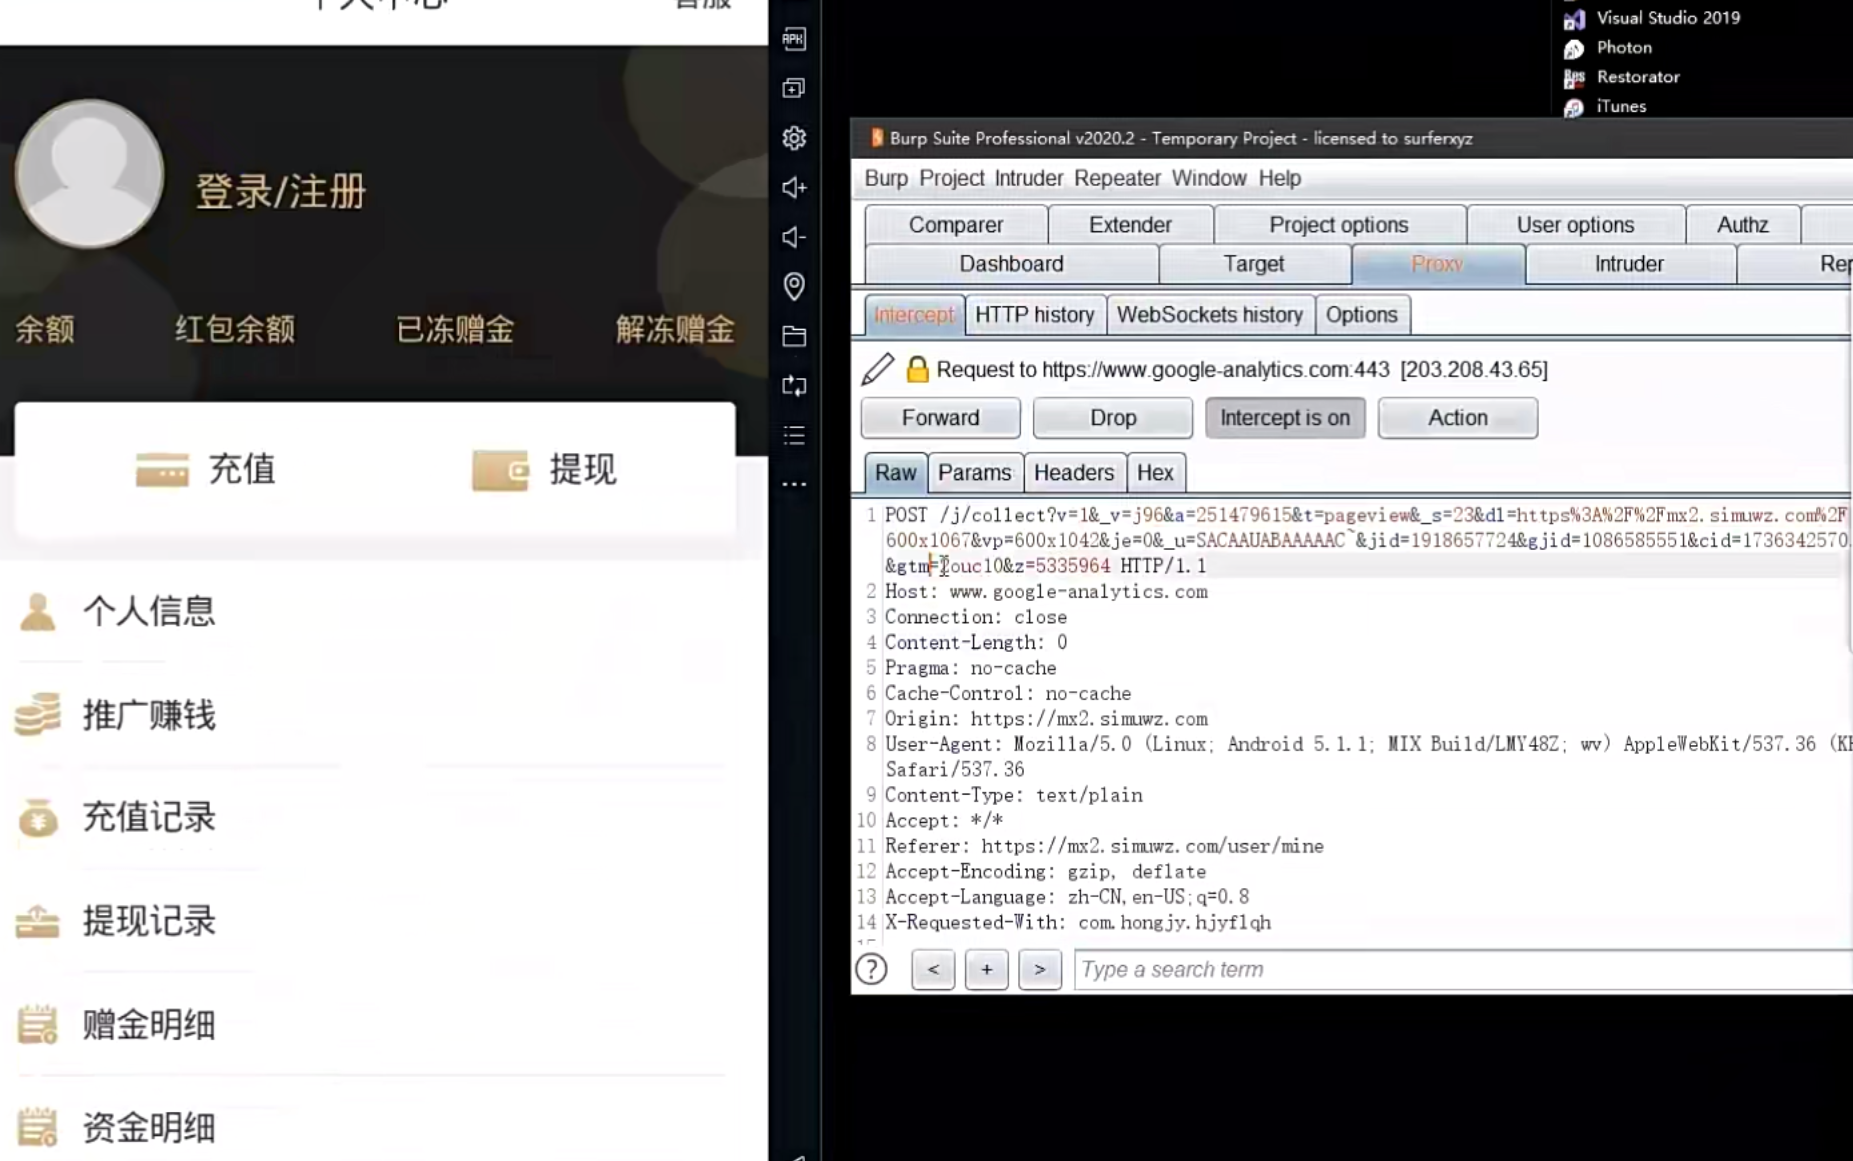 个人中心
客服
登录/注册
余额
红包余额
已冻赠金
解冻赠金
充值
提现
个人信息
推广赚钱
充值记录
提现记录
赠金明细
资金明细
APK
Visual Studio 2019
Photon
Res
Restorator
iTunes
Burp Suite Professional v2020.2 - Temporary Project - licensed to surferxyz
Burp Project Intruder Repeater Window Help
Comparer
Extender
Project options
User options
Authz
Dashboard
Target
Proxy
Intruder
Rep
Intercept
HTTP history
WebSockets history
Options
Request to https://www.google-analytics.com:443 [203.208.43.65]
Forward
Drop
Intercept is on
Action
Raw
Params
Headers
Hex
1 POST /j/collect?v=1&_v=j96&a=251479615&t=pageview&_s=23&dl=https%3A%2F%2Fmx2.simuwz.com%2F
600x1067&vp=600x1042&je=0&_u=SACAAUABAAAAAC~&jid=1918657724&gjid=1086585551&cid=1736342570.
&gtm=2ouc10&z=5335964 HTTP/1.1
2 Host: www.google-analytics.com
3 Connection: close
4 Content-Length: 0
5 Pragma: no-cache
6 Cache-Control: no-cache
7 Origin: https://mx2.simuwz.com
8 User-Agent: Mozilla/5.0 (Linux; Android 5.1.1; MIX Build/LMY48Z; wv) AppleWebKit/537.36 (KH
Safari/537.36
9 Content-Type: text/plain
10 Accept: */*
11 Referer: https://mx2.simuwz.com/user/mine
12 Accept-Encoding: gzip, deflate
13 Accept-Language: zh-CN,en-US;q=0.8
14 X-Requested-With: com.hongjy.hjyflqh
? < + > Type a search term